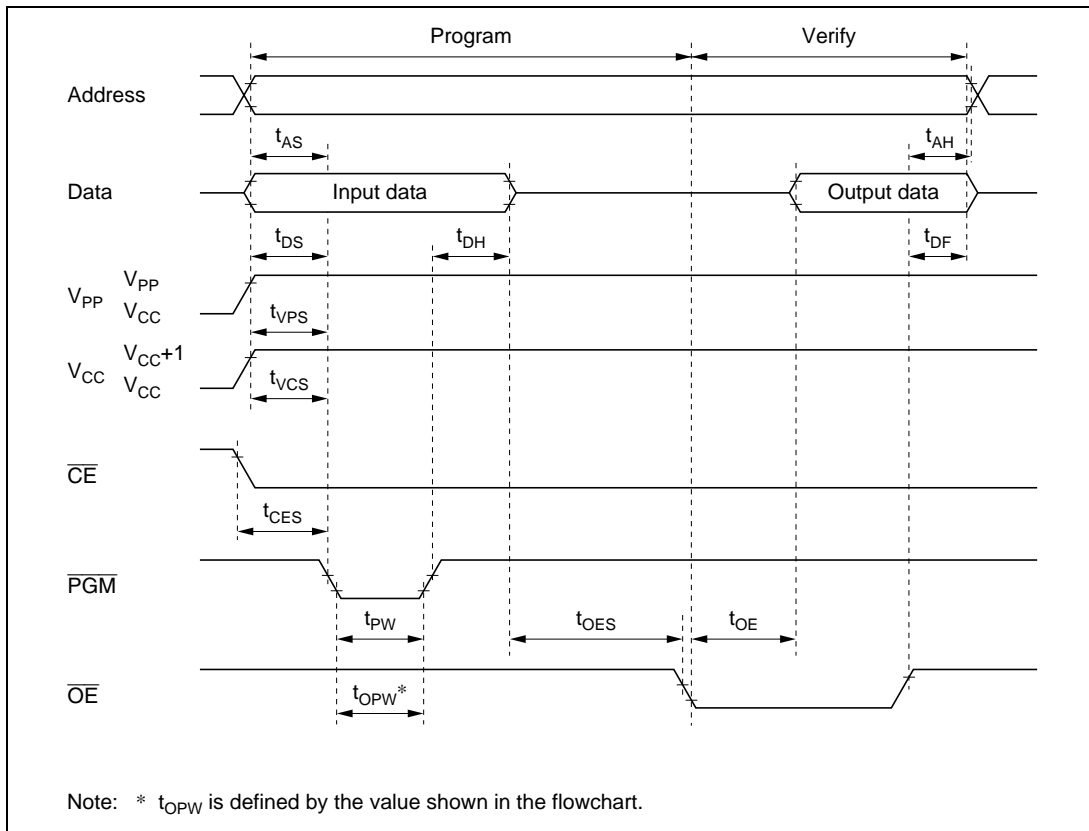 Program Verify
Address
tAS tAH
Data Input data Output data
tDS tDH tDF
VPP VPP
VCC
tVPS
VCC VCC+1
VCC
tVCS
CE
tCES
PGM
tPW tOES tOE
OE
tOPW*
Note: * tOPW is defined by the value shown in the flowchart.